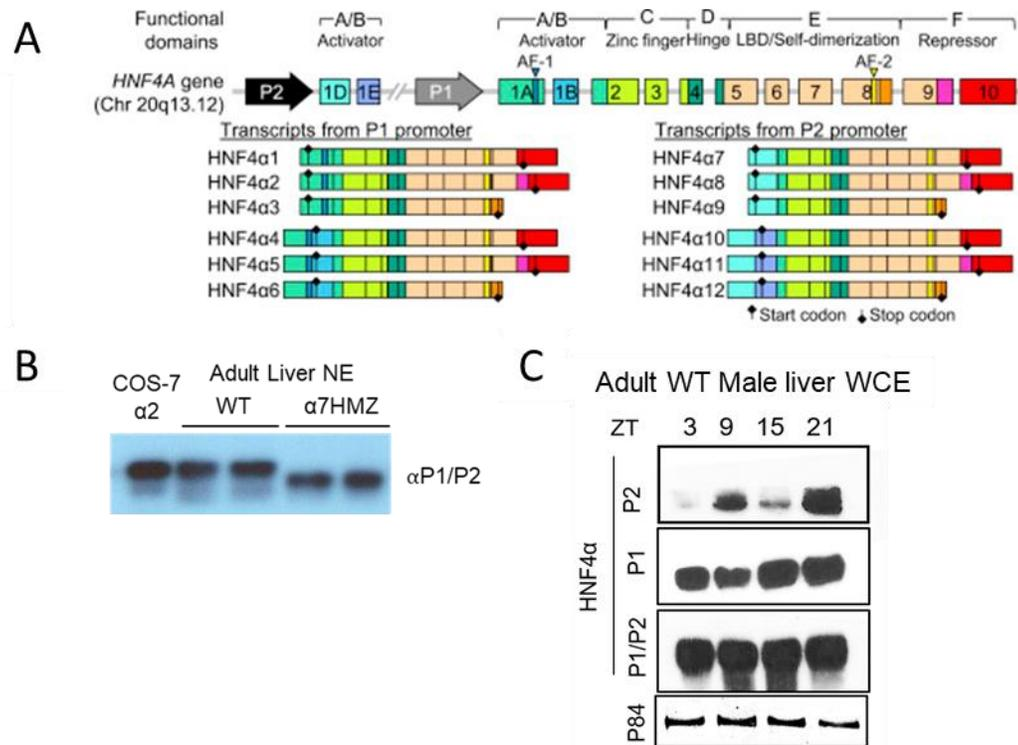 A
Functional domains
A/B
Activator
A/B
Activator
C
Zinc finger
D
Hinge
E
LBD/Self-dimerization
F
Repressor
AF-1
AF-2
HNF4A gene
(Chr 20q13.12)
P2
1D
1E
P1
1A
1B
2
3
4
5
6
7
8
9
10
Transcripts from P1 promoter
HNF4α1
HNF4α2
HNF4α3
HNF4α4
HNF4α5
HNF4α6
Transcripts from P2 promoter
HNF4α7
HNF4α8
HNF4α9
HNF4α10
HNF4α11
HNF4α12
Start codon
Stop codon
B
COS-7
α2
Adult Liver NE
WT
α7HMZ
αP1/P2
C
Adult WT Male liver WCE
ZT 3 9 15 21
HNF4α
P2
P1
P1/P2
P84